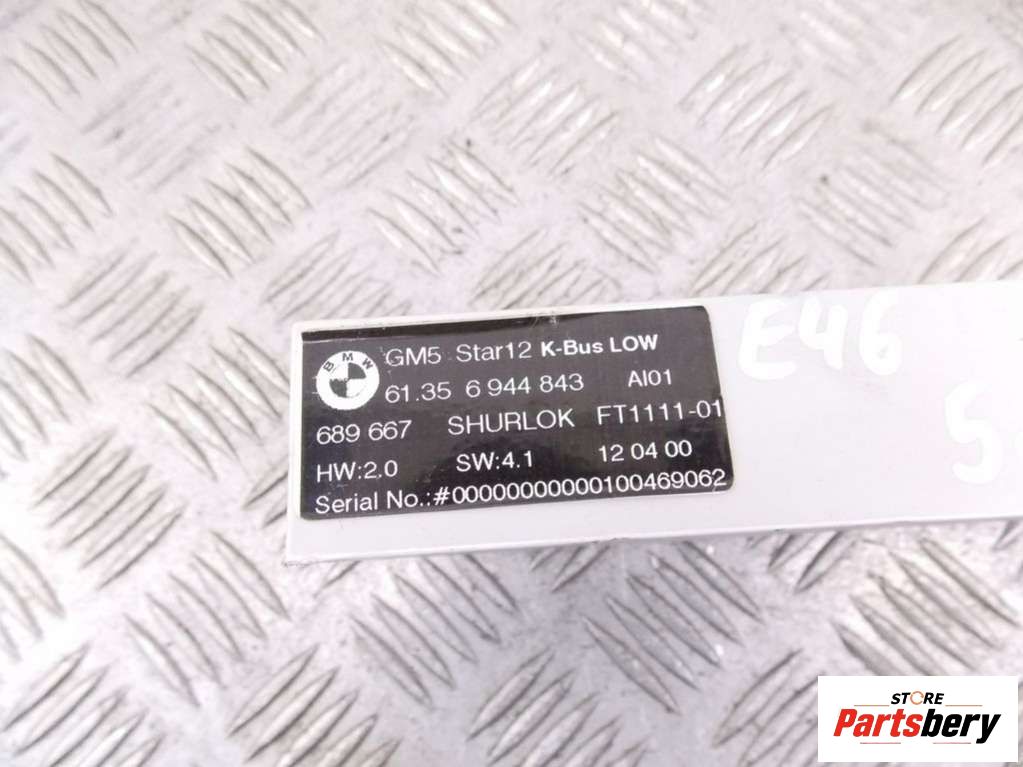 BMW
GM5 Star12 K-Bus LOW
61.35 6 944 843 AI01
689 667 SHURLOK FT1111-01
HW:2.0 SW:4.1 12 04 00
Serial No.:#00000000000100469062
E46
STORE
Partsbery